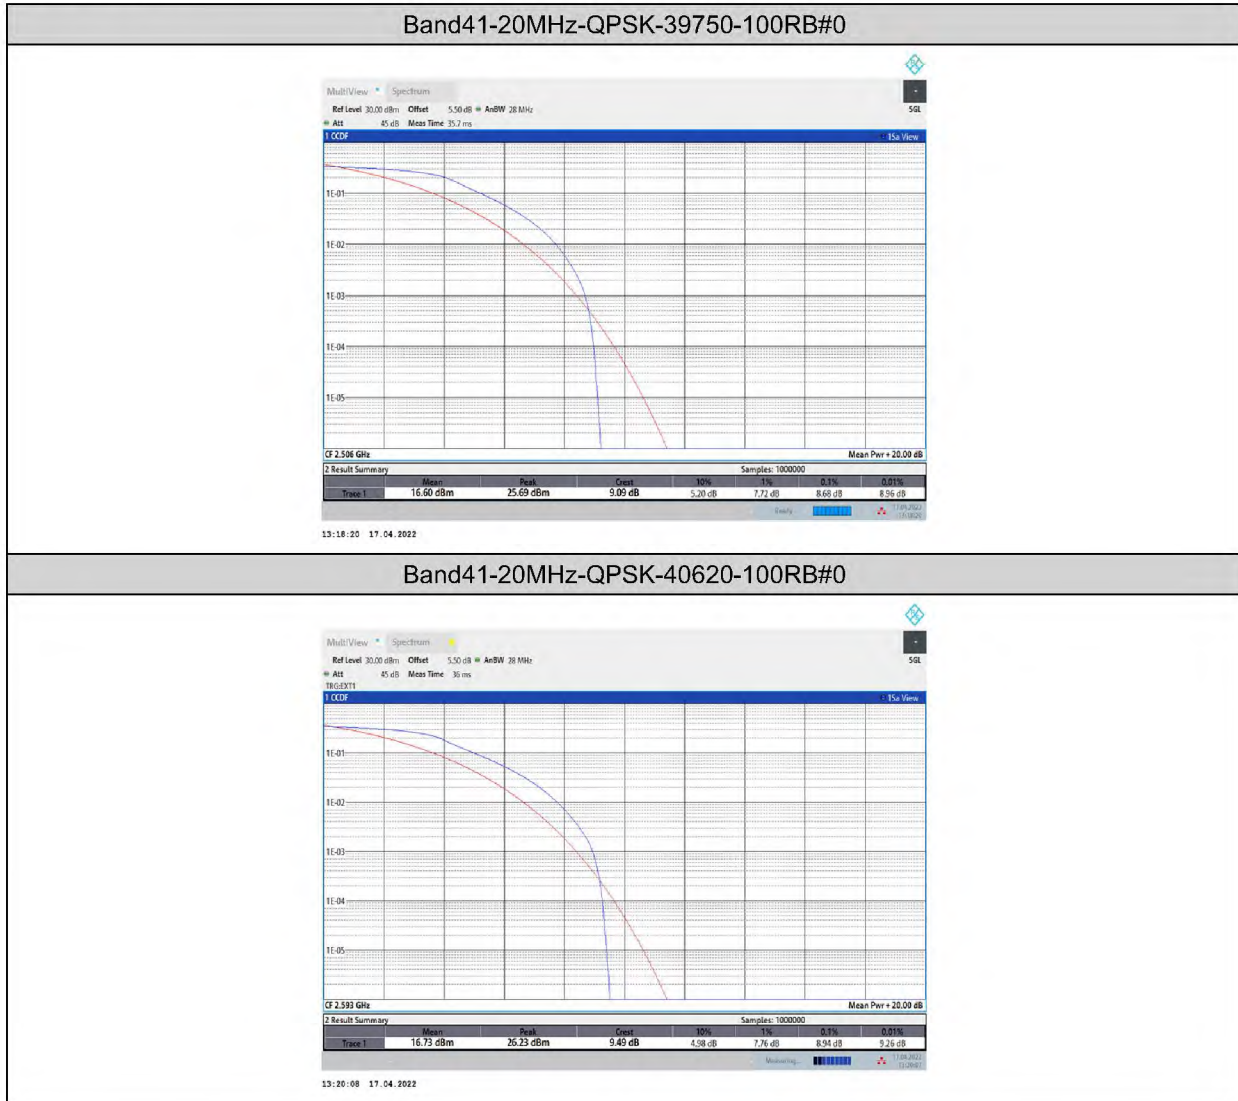 Band41-20MHz-QPSK-39750-100RB#0
MultiView Spectrum
Ref Level 30.00 dBm Offset 5.50 dB AnBW 28 MHz
SGL
Att 45 dB Meas Time 35.7 ms
1 CCDF 1Sa View
1E-01
1E-02
1E-03
1E-04
1E-05
CF 2.506 GHz Mean Pwr + 20.00 dB
2 Result Summary Samples: 1000000
Mean Peak Crest 10% 1% 0.1% 0.01%
Trace 1 16.60 dBm 25.69 dBm 9.09 dB 5.20 dB 7.72 dB 8.68 dB 8.96 dB
Ready
13:18:20 17.04.2022
Band41-20MHz-QPSK-40620-100RB#0
MultiView Spectrum
Ref Level 30.00 dBm Offset 5.50 dB AnBW 28 MHz
SGL
Att 45 dB Meas Time 36 ms
TRG:EXT1
1 CCDF 1Sa View
1E-01
1E-02
1E-03
1E-04
1E-05
CF 2.593 GHz Mean Pwr + 20.00 dB
2 Result Summary Samples: 1000000
Mean Peak Crest 10% 1% 0.1% 0.01%
Trace 1 16.73 dBm 26.23 dBm 9.49 dB 4.98 dB 7.76 dB 8.94 dB 9.26 dB
Measuring...
13:20:08 17.04.2022